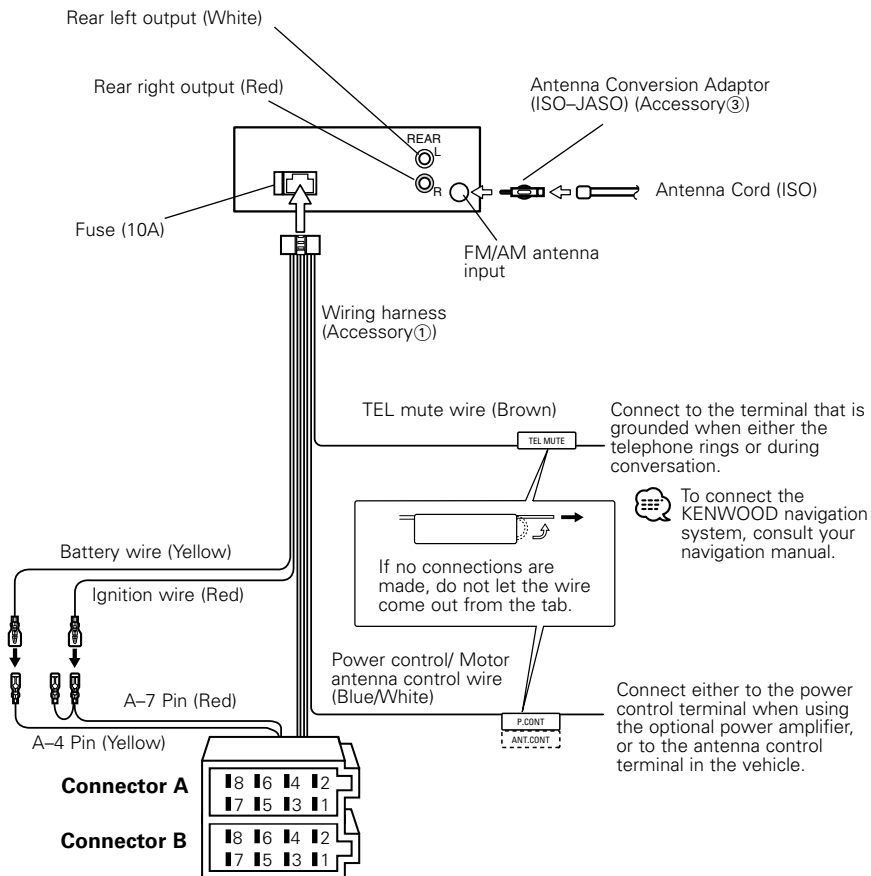 Rear left output (White)
Rear right output (Red)
Antenna Conversion Adaptor
(ISO–JASO) (Accessory③)
REAR
L
R
Antenna Cord (ISO)
Fuse (10A)
FM/AM antenna
input
Wiring harness
(Accessory①)
TEL mute wire (Brown)
TEL MUTE
Connect to the terminal that is
grounded when either the
telephone rings or during
conversation.
To connect the
KENWOOD navigation
system, consult your
navigation manual.
If no connections are
made, do not let the wire
come out from the tab.
Battery wire (Yellow)
Ignition wire (Red)
Power control/ Motor
antenna control wire
(Blue/White)
P.CONT
ANT.CONT
Connect either to the power
control terminal when using
the optional power amplifier,
or to the antenna control
terminal in the vehicle.
A–7 Pin (Red)
A–4 Pin (Yellow)
Connector A
8 6 4 2
7 5 3 1
Connector B
8 6 4 2
7 5 3 1